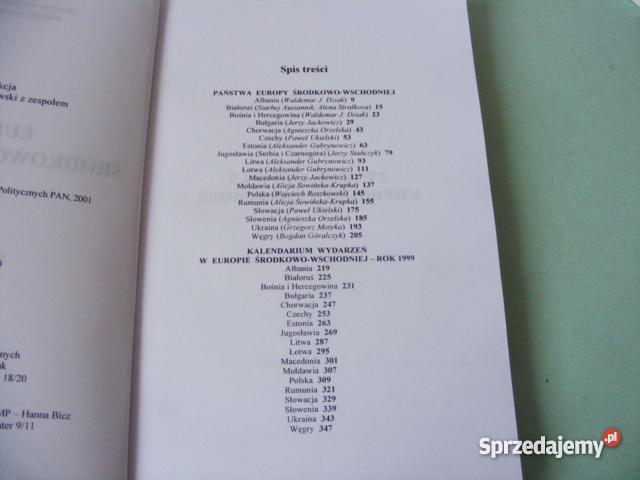 kcja
wski z zespołem
EU
ŚRODKOW
Politycznych PAN, 2001
nych
ak
18/20
MP – Hanna Bicz
ter 9/11
Spis treści
PAŃSTWA EUROPY ŚRODKOWO-WSCHODNIEJ
Albania (Waldemar J. Dziak) 9
Białoruś (Siarhej Ausiannik, Alena Strałkova) 15
Bośnia i Hercegowina (Waldemar J. Dziak) 23
Bułgaria (Jerzy Jackowicz) 29
Chorwacja (Agnieszka Orzelska) 43
Czechy (Paweł Ukielski) 53
Estonia (Aleksander Gubrynowicz) 63
Jugosławia (Serbia i Czarnogóra) (Jerzy Stańczyk) 79
Litwa (Aleksander Gubrynowicz) 93
Łotwa (Aleksander Gubrynowicz) 111
Macedonia (Jerzy Jackowicz) 127
Mołdawia (Alicja Sowińska-Krupka) 137
Polska (Wojciech Roszkowski) 145
Rumunia (Alicja Sowińska-Krupka) 155
Słowacja (Paweł Ukielski) 175
Słowenia (Agnieszka Orzelska) 185
Ukraina (Grzegorz Motyka) 193
Węgry (Bogdan Góralczyk) 205
KALENDARIUM WYDARZEŃ
W EUROPIE ŚRODKOWO-WSCHODNIEJ – ROK 1999
Albania 219
Białoruś 225
Bośnia i Hercegowina 231
Bułgaria 237
Chorwacja 247
Czechy 253
Estonia 263
Jugosławia 269
Litwa 287
Łotwa 295
Macedonia 301
Mołdawia 307
Polska 309
Rumunia 321
Słowacja 329
Słowenia 339
Ukraina 343
Węgry 347
Sprzedajemy.pl